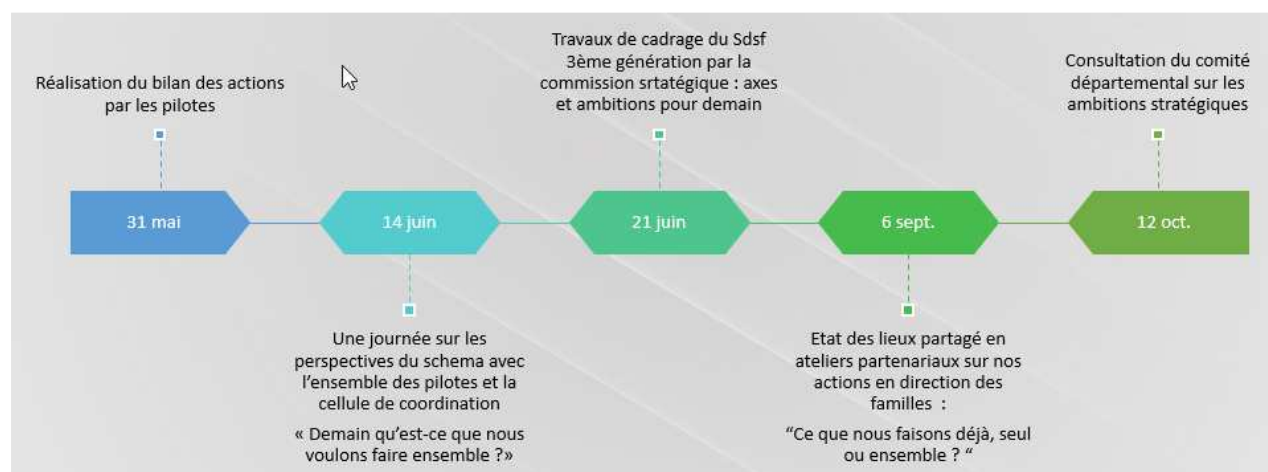 Réalisation du bilan des actions
par les pilotes
31 mai
14 juin
Une journée sur les
perspectives du schema avec
l'ensemble des pilotes et la
cellule de coordination
« Demain qu'est-ce que nous
voulons faire ensemble ?»
Travaux de cadrage du Sdsf
3ème génération par la
commission srtatégique : axes
et ambitions pour demain
21 juin
6 sept.
Etat des lieux partagé en
ateliers partenariaux sur nos
actions en direction des
familles :
“Ce que nous faisons déjà, seul
ou ensemble ? “
Consultation du comité
départemental sur les
ambitions stratégiques
12 oct.